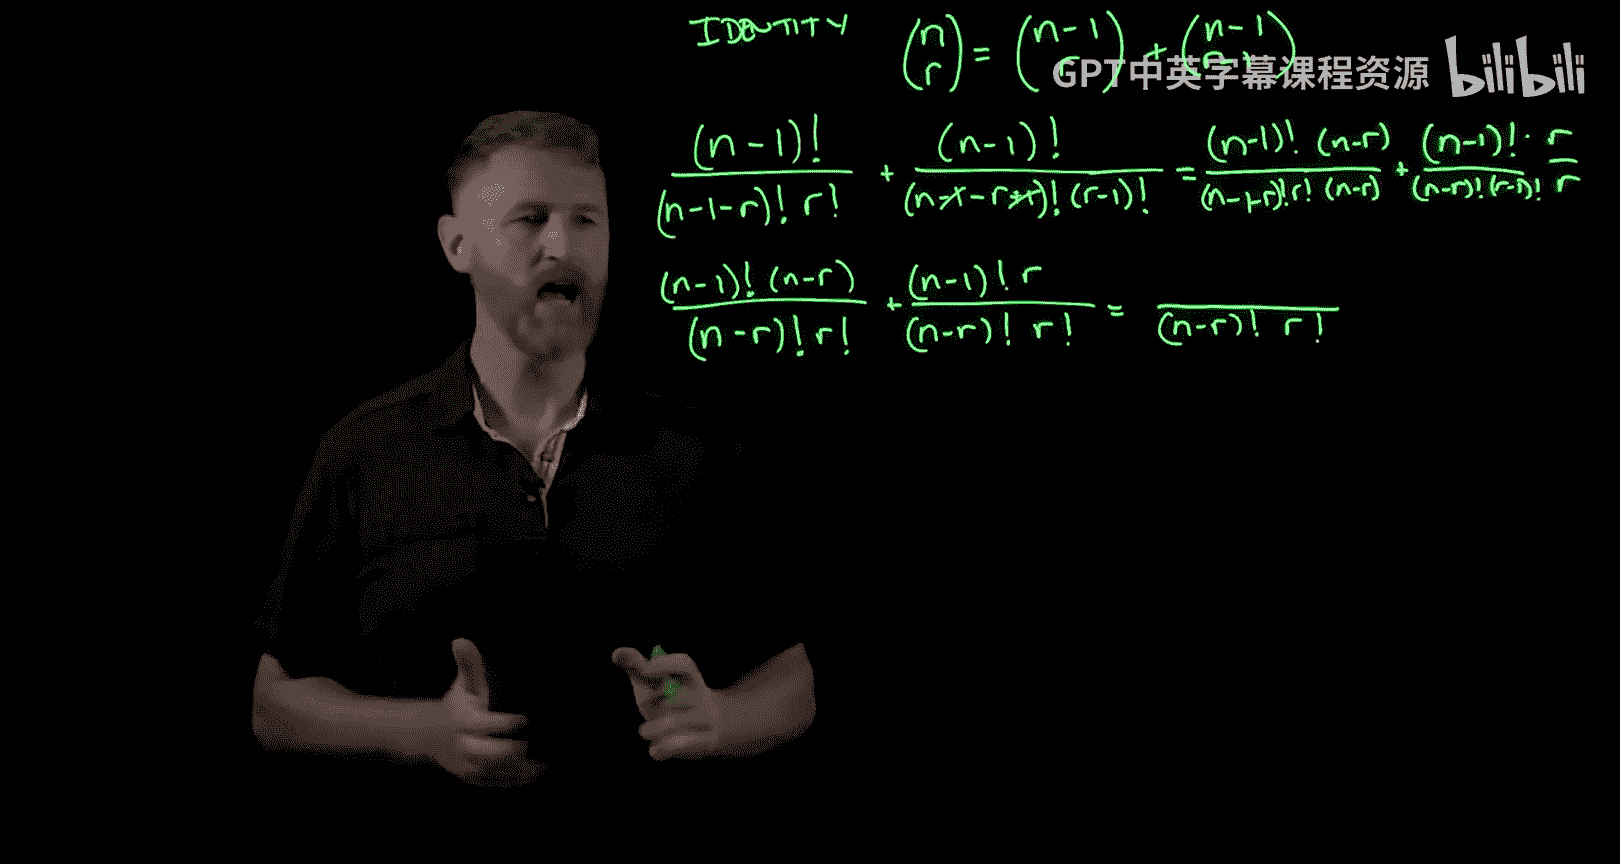 IDENTITY (n r) = (n-1 r) + (n-1
GPT中英字幕课程资源 bilibili
(n-1)! / (n-1-r)! r! + (n-1)! / (n-1-r+1)! (r-1)! = (n-1)! (n-r) / (n-1-r)! r! (n-r) + (n-1)! · r / (n-r)! (r-1)! r
(n-1)! (n-r) / (n-r)! r! + (n-1)! r / (n-r)! r! = / (n-r)! r!